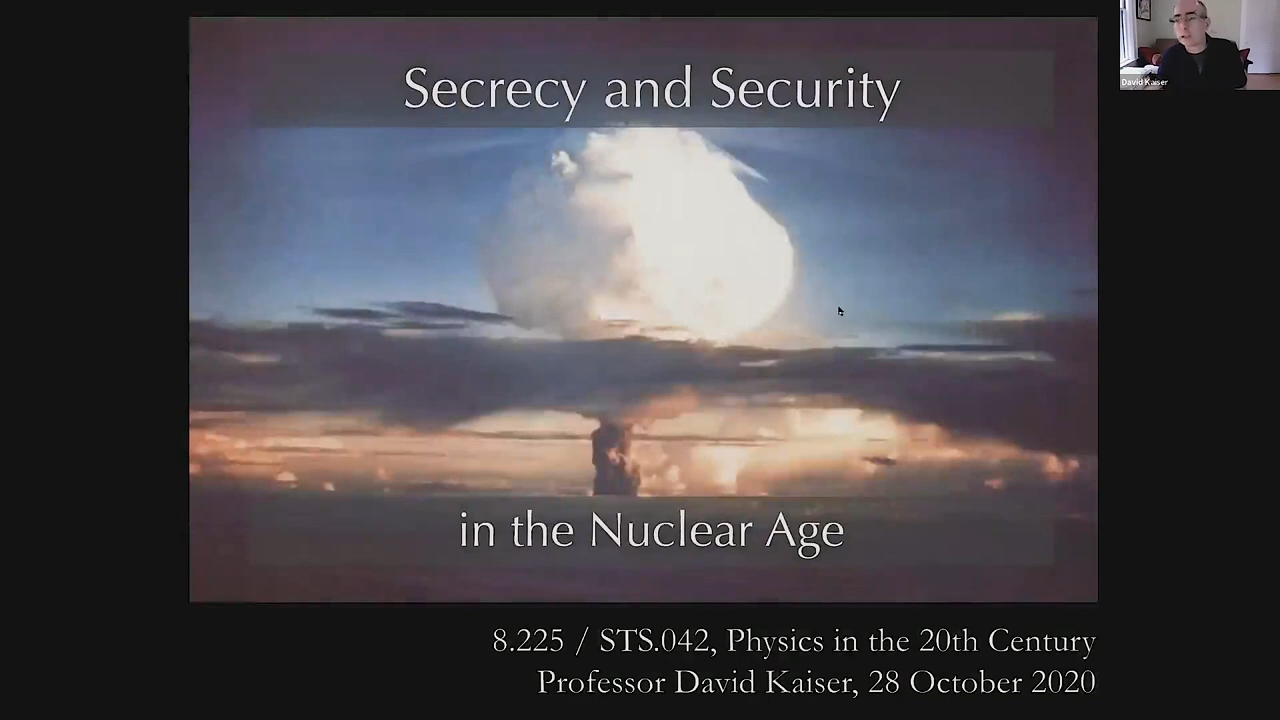 Secrecy and Security
David Kaiser
in the Nuclear Age
8.225 / STS.042, Physics in the 20th Century
Professor David Kaiser, 28 October 2020